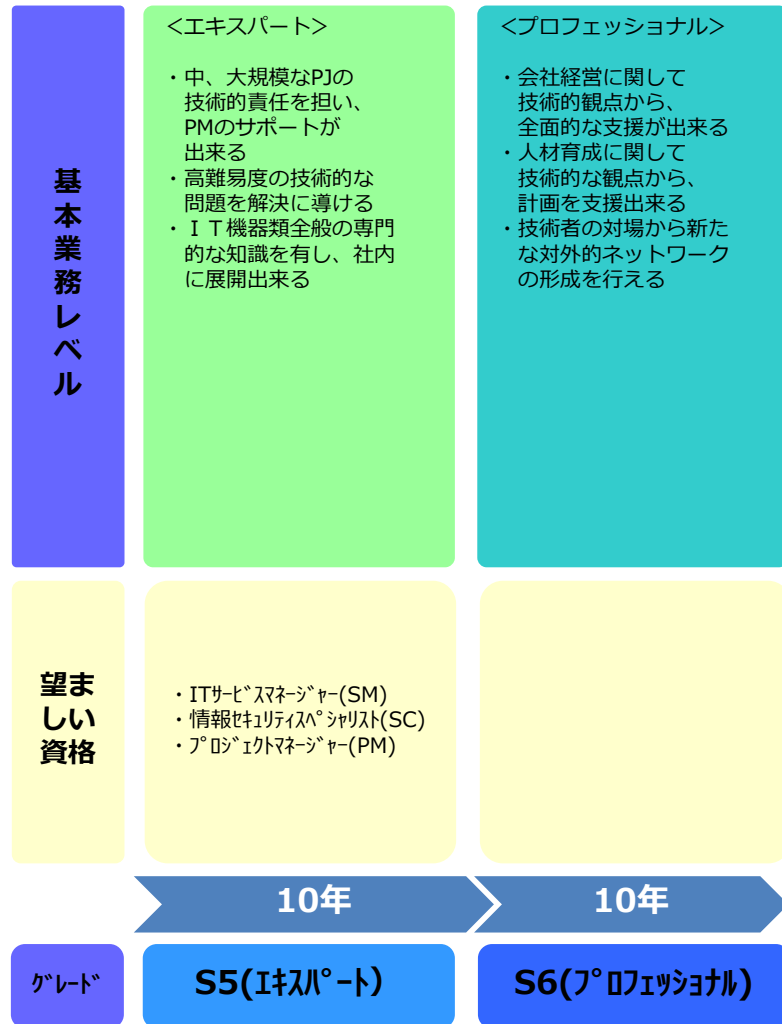 基本業務レベル
<エキスパート>
・中、大規模なPJの
技術的責任を担い、
PMのサポートが
出来る
・高難易度の技術的な
問題を解決に導ける
・ＩＴ機器類全般の専門
的な知識を有し、社内
に展開出来る
<プロフェッショナル>
・会社経営に関して
技術的観点から、
全面的な支援が出来る
・人材育成に関して
技術的な観点から、
計画を支援出来る
・技術者の対場から新た
な対外的ネットワーク
の形成を行える
望ま
しい
資格
・ITｻｰﾋﾞｽﾏﾈｰｼﾞｬｰ(SM)
・情報ｾｷｭﾘﾃｨｽﾍﾟｼｬﾘｽﾄ(SC)
・ﾌﾟﾛｼﾞｪｸﾄﾏﾈｰｼﾞｬｰ(PM)
10年
10年
ｸﾞﾚｰﾄﾞ
S5(ｴｷｽﾊﾟｰﾄ)
S6(ﾌﾟﾛﾌｪｯｼｮﾅﾙ)